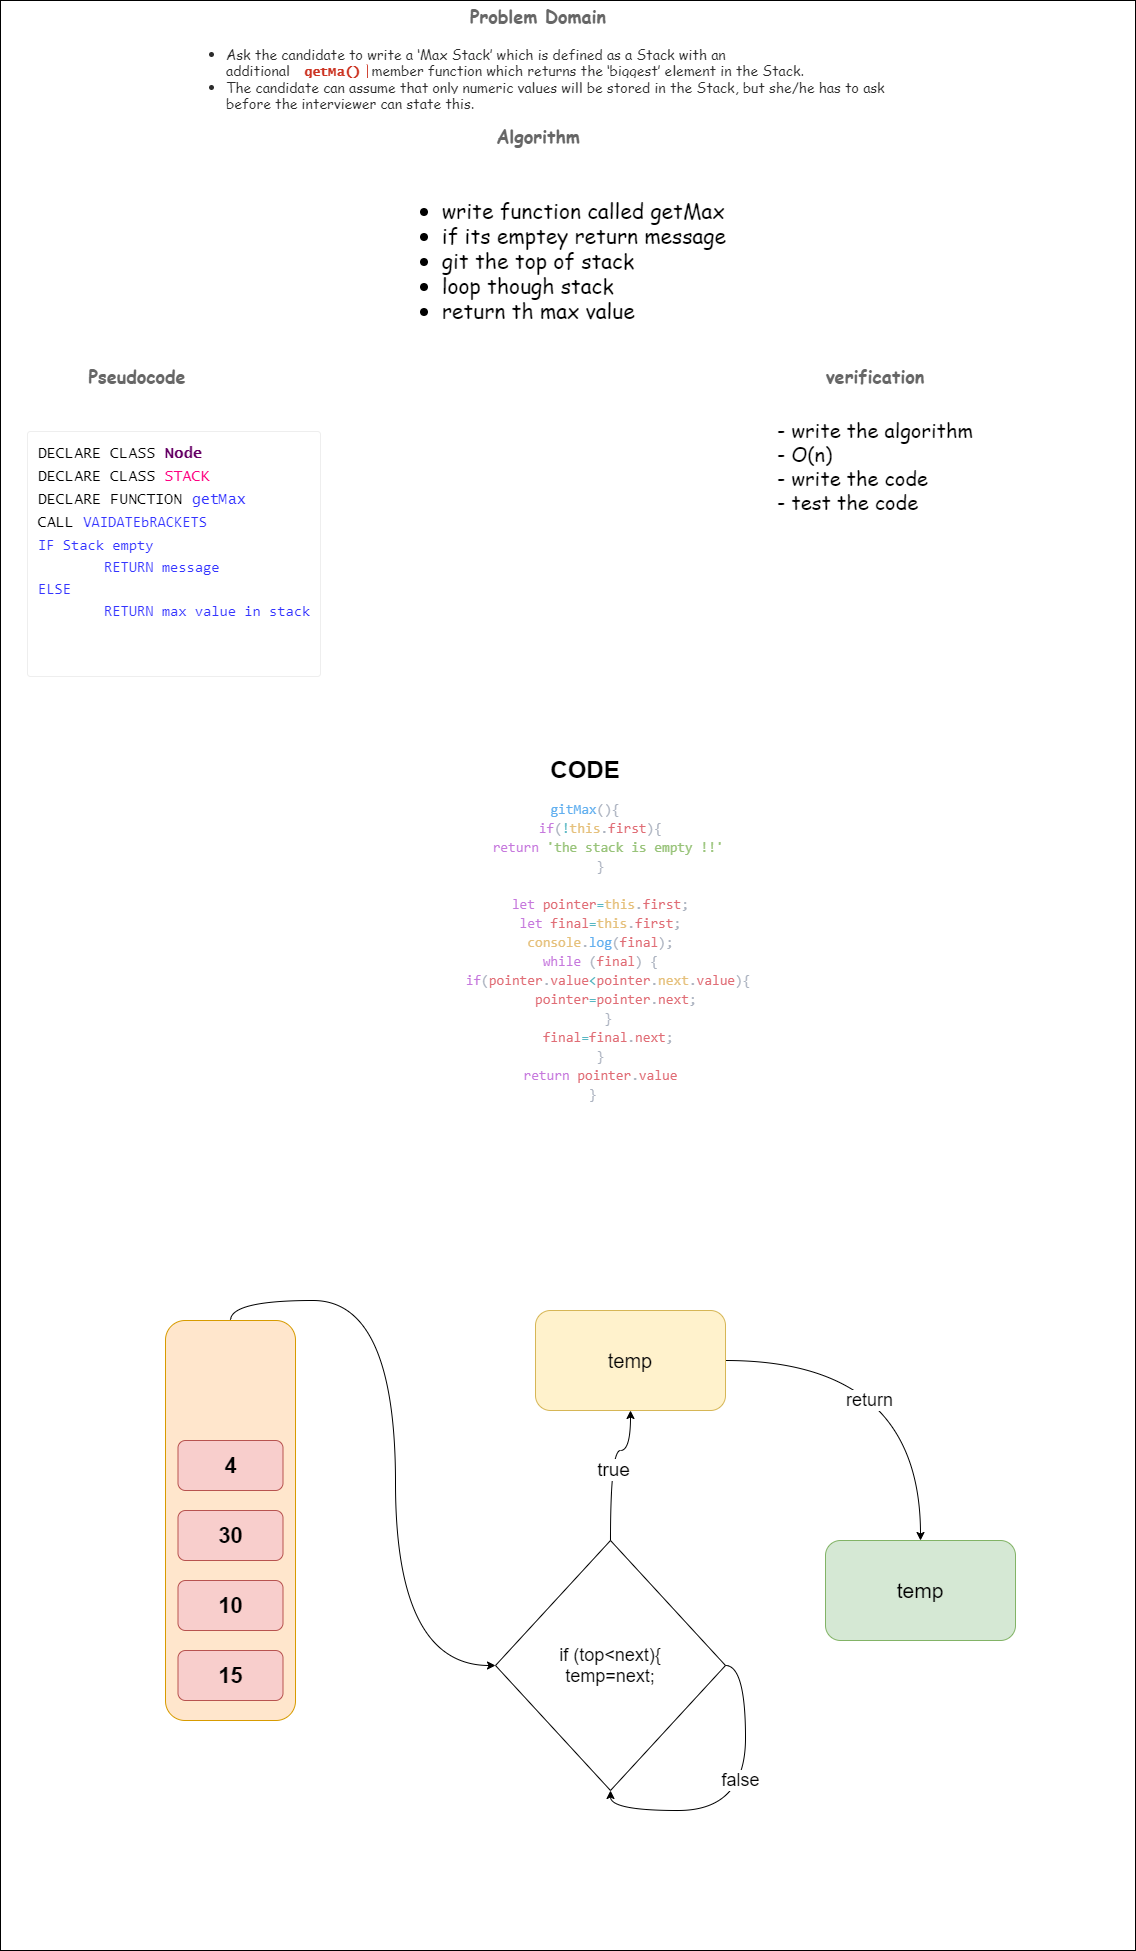 Problem Domain
• Ask the candidate to write a 'Max Stack' which is defined as a Stack with an
additional getMa() | member function which returns the 'biggest' element in the Stack.
• The candidate can assume that only numeric values will be stored in the Stack, but she/he has to ask
before the interviewer can state this.
Algorithm
• write function called getMax
• if its emptey return message
• git the top of stack
• loop though stack
• return th max value
Pseudocode
DECLARE CLASS Node
DECLARE CLASS STACK
DECLARE FUNCTION getMax
CALL VAIDATEbRACKETS
IF Stack empty
RETURN message
ELSE
RETURN max value in stack
verification
- write the algorithm
- O(n)
- write the code
- test the code
CODE
gitMax(){
if(!this.first){
return 'the stack is empty !!'
}
let pointer=this.first;
let final=this.first;
console.log(final);
while (final) {
if(pointer.value<pointer.next.value){
pointer=pointer.next;
}
final=final.next;
}
return pointer.value
}
4
30
10
15
temp
return
true
temp
if (top<next){
temp=next;
false